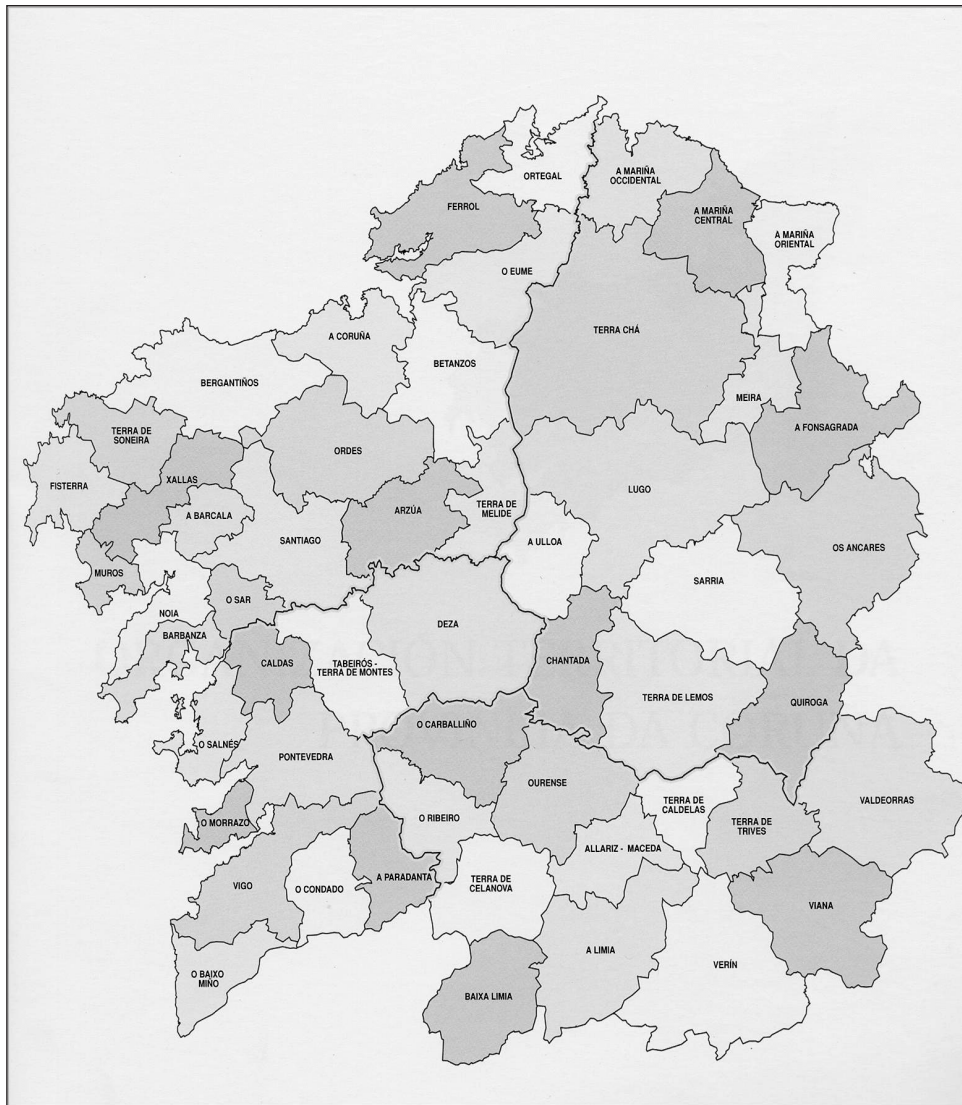 ORTEGAL
A MARIÑA
OCCIDENTAL
FERROL
A MARIÑA
CENTRAL
A MARIÑA
ORIENTAL
O EUME
TERRA CHÁ
A CORUÑA
BETANZOS
BERGANTIÑOS
MEIRA
TERRA DE
SONEIRA
A FONSAGRADA
ORDES
XALLAS
FISTERRA
LUGO
ARZÚA
TERRA DE
MELIDE
A BARCALA
SANTIAGO
A ULLOA
OS ANCARES
MUROS
SARRIA
O SAR
NOIA
DEZA
BARBANZA
CALDAS
TABEIRÓS -
TERRA DE MONTES
CHANTADA
TERRA DE LEMOS
QUIROGA
O CARBALLIÑO
O SALNÉS
PONTEVEDRA
OURENSE
VALDEORRAS
TERRA DE
CALDELAS
O MORRAZO
O RIBEIRO
TERRA DE
TRIVES
ALLARIZ - MACEDA
A PARADANTA
TERRA DE
CELANOVA
VIGO
O CONDADO
VIANA
A LIMIA
VERÍN
O BAIXO
MIÑO
BAIXA LIMIA